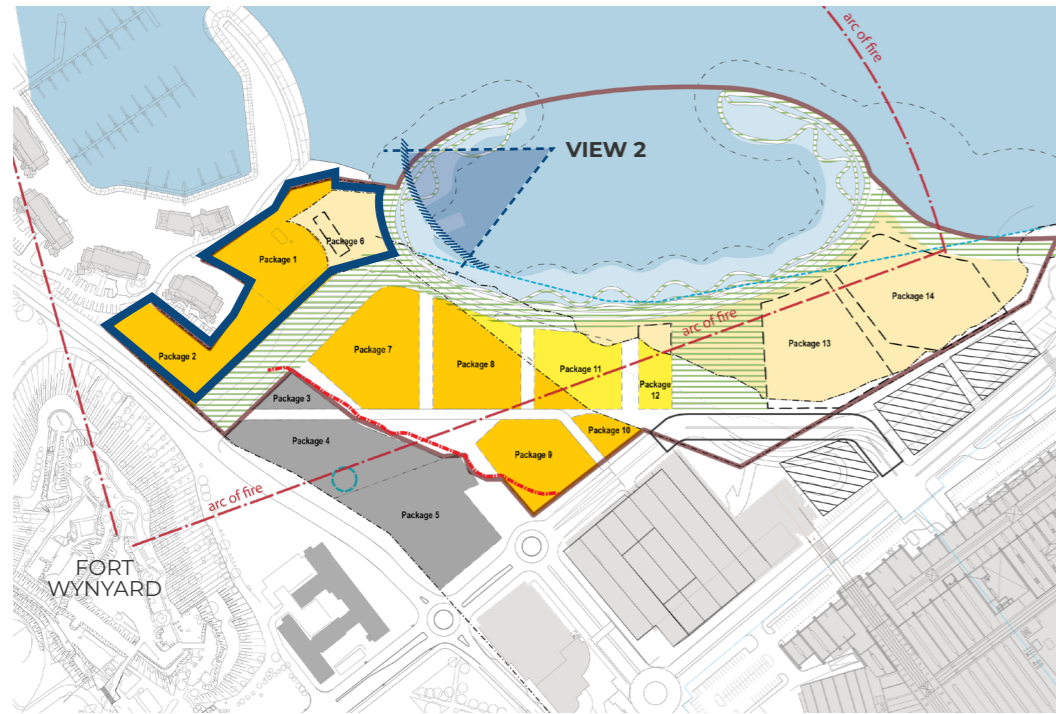 arc of fire
VIEW 2
Package 6
Package 1
Package 14
arc of fire
Package 13
Package 7
Package 2
Package 8
Package 11
Package
12
Package 3
Package 10
Package 4
Package 9
arc of fire
Package 5
FORT
WYNYARD